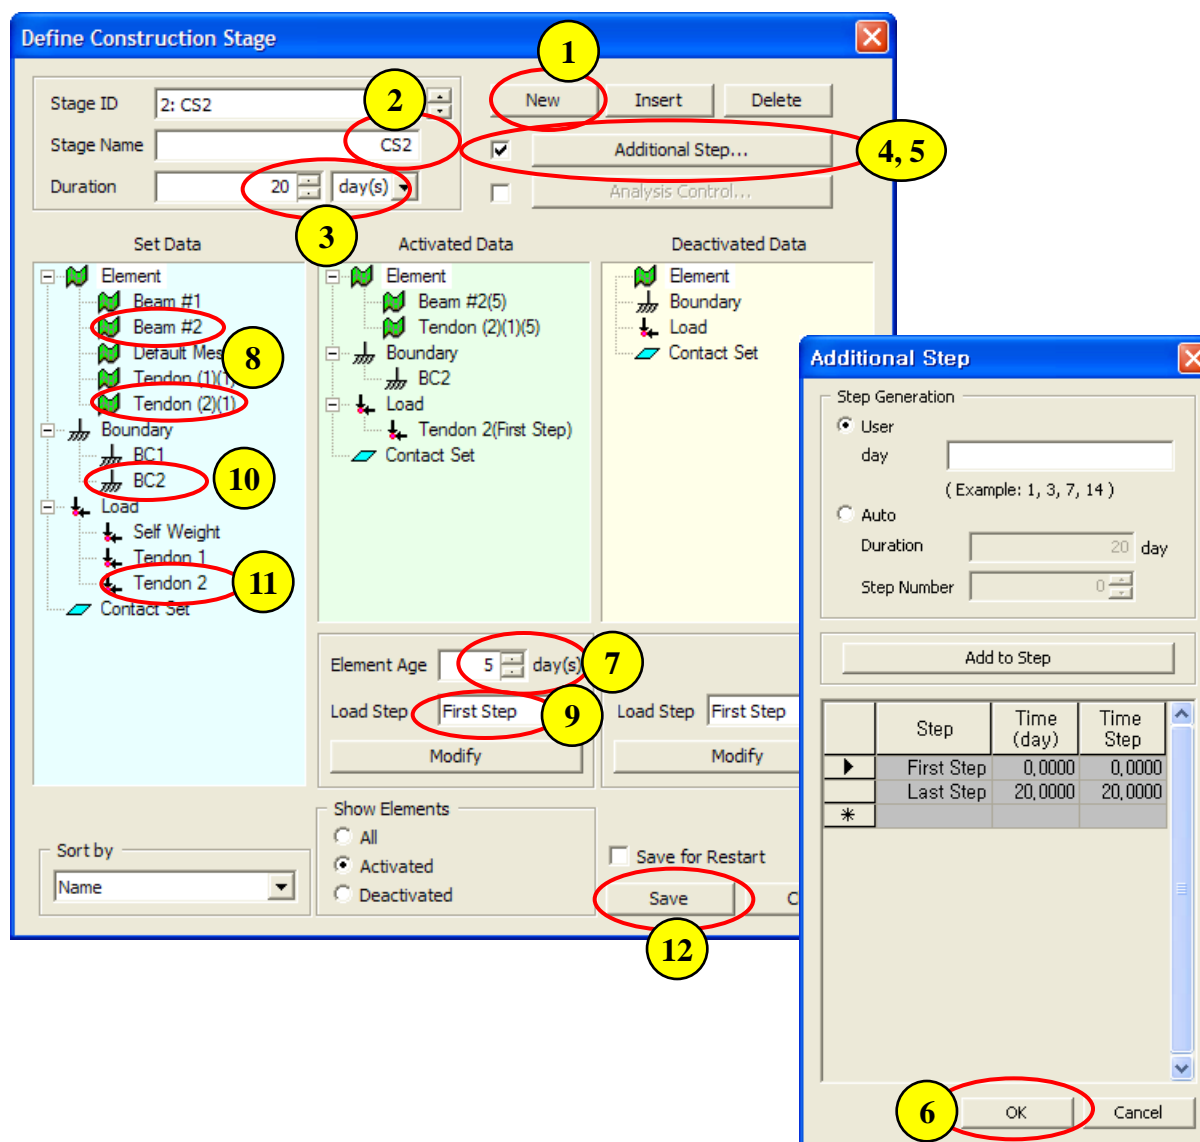 Define Construction Stage
1
Stage ID
2: CS2
2
New
Insert
Delete
Stage Name
CS2
Additional Step...
4, 5
Duration
20
day(s)
Analysis Control...
3
Set Data
Activated Data
Deactivated Data
Element
Beam #1
Beam #2
8
Default Mes
Tendon (1)(1)
Tendon (2)(1)
Boundary
BC1
BC2
10
Load
Self Weight
Tendon 1
Tendon 2
11
Contact Set
Element
Beam #2(5)
Tendon (2)(1)(5)
Boundary
BC2
Load
Tendon 2(First Step)
Contact Set
Element
Boundary
Load
Contact Set
Element Age
5
day(s)
7
Load Step
First Step
9
Load Step
First Step
Modify
Modify
Show Elements
All
Activated
Deactivated
Sort by
Name
Save for Restart
Save
C
12
Additional Step
Step Generation
User
day
( Example: 1, 3, 7, 14 )
Auto
Duration
20
day
Step Number
0
Add to Step
Step
Time (day)
Time Step
First Step
0,0000
0,0000
Last Step
20,0000
20,0000
6
OK
Cancel